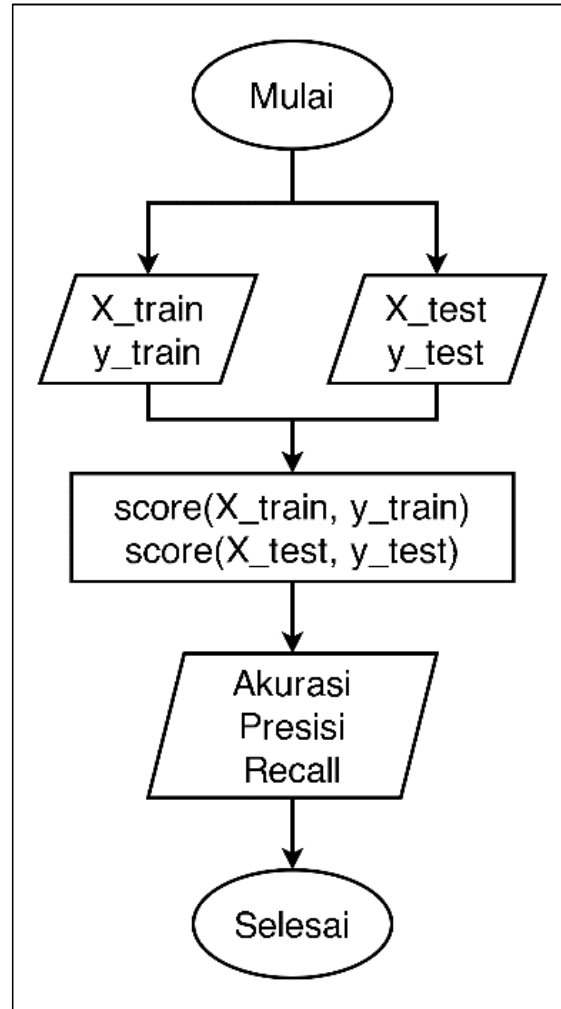 Mulai
X_train
y_train
X_test
y_test
score(X_train, y_train)
score(X_test, y_test)
Akurasi
Presisi
Recall
Selesai